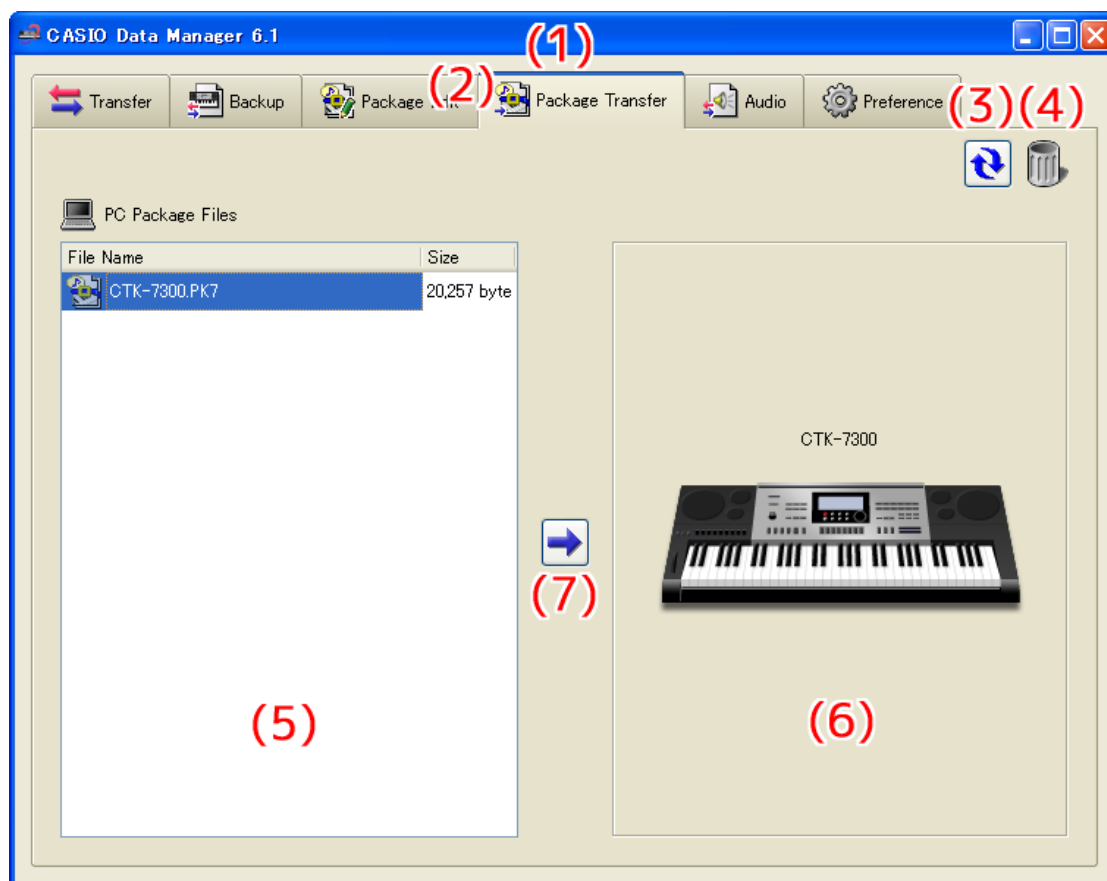 CASIO Data Manager 6.1
(1)
Transfer
Backup
Package
(2)
Package Transfer
Audio
Preference
(3)(4)
PC Package Files
File Name Size
CTK-7300.PK7 20,257 byte
CTK-7300
(7)
(5)
(6)